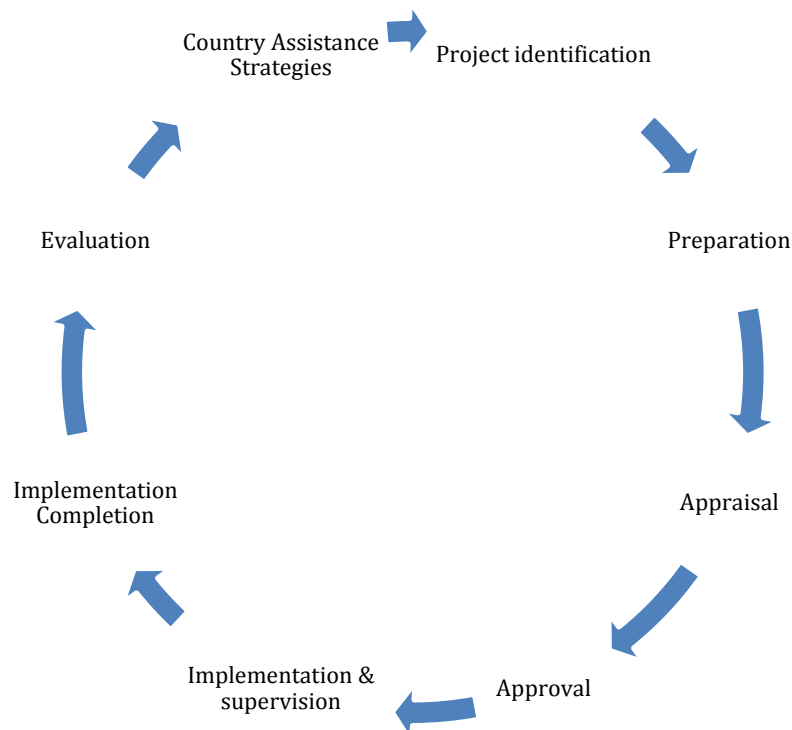 Country Assistance
Strategies
Project identification
Preparation
Appraisal
Approval
Implementation &
supervision
Implementation
Completion
Evaluation